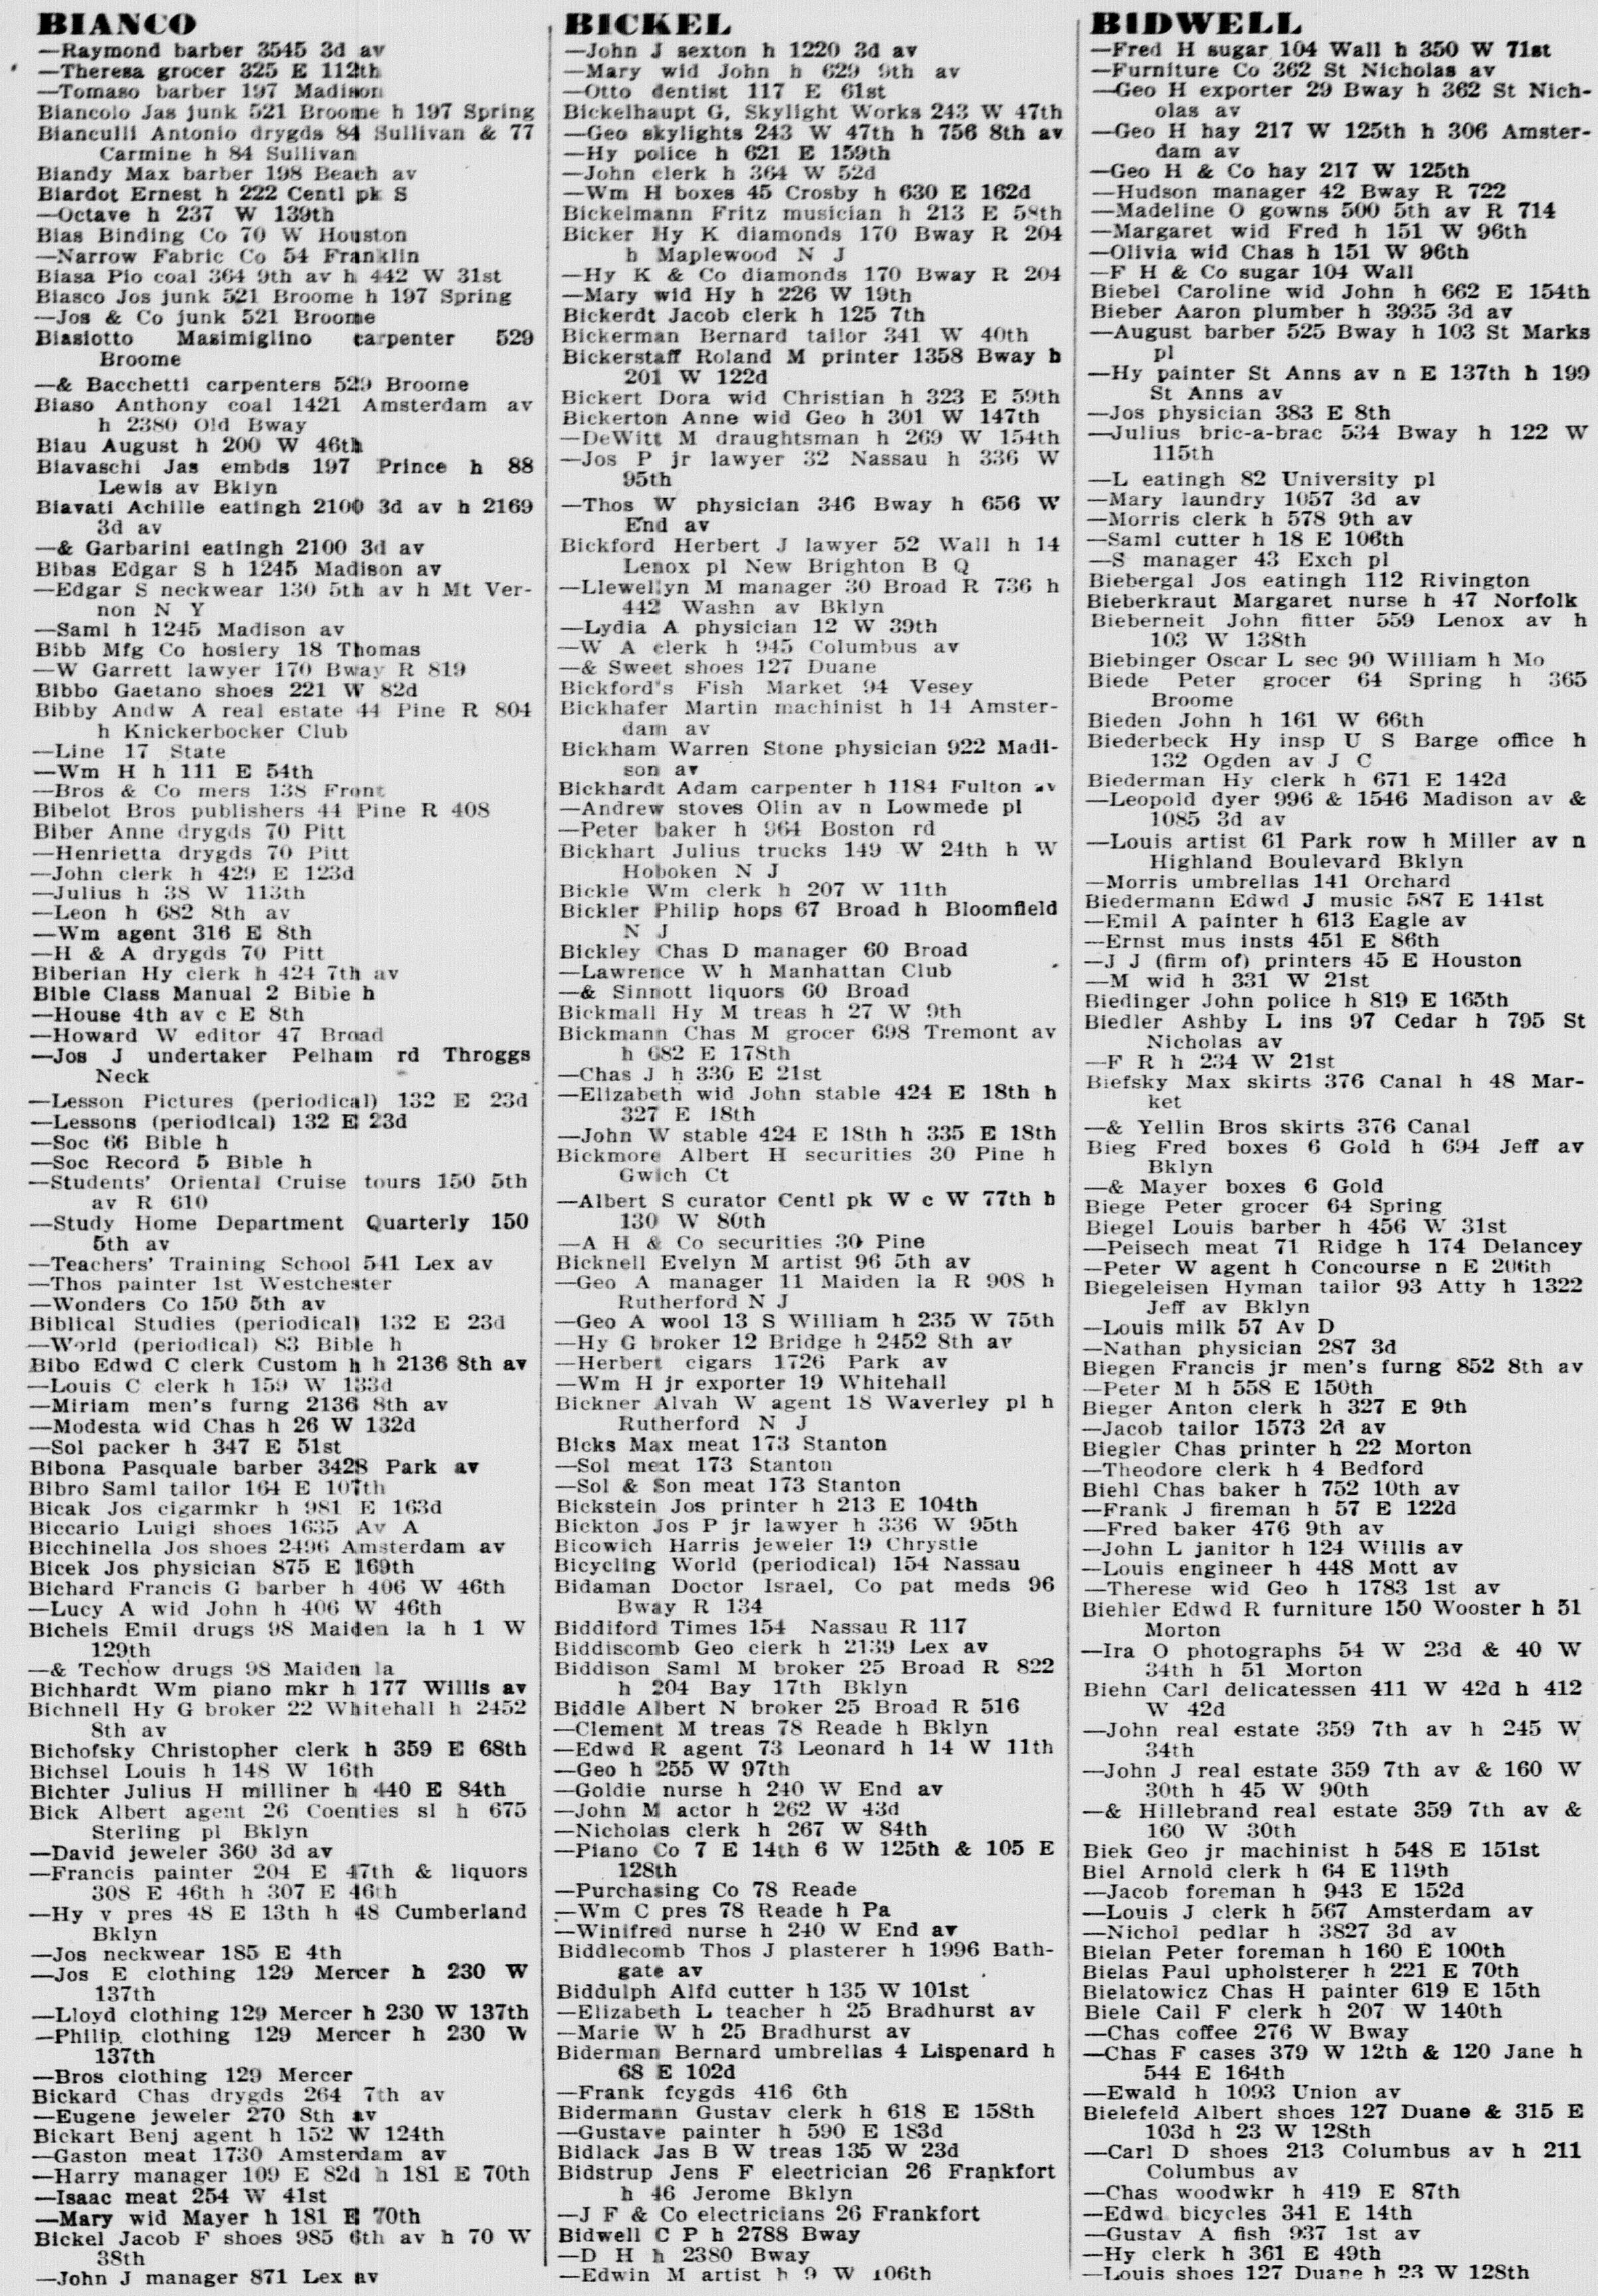 BIANCO
—Raymond barber 3545 3d av
—Theresa grocer 325 E 112th
—Tomaso barber 197 Madison
Biancolo Jas junk 521 Broome h 197 Spring
Bianculli Antonio drygds 84 Sullivan & 77
Carmine h 84 Sullivan
Biandy Max barber 198 Beach av
Biardot Ernest h 222 Centl pk S
—Octave h 237 W 139th
Bias Binding Co 70 W Houston
—Narrow Fabric Co 54 Franklin
Biasa Pio coal 364 9th av h 442 W 31st
Biasco Jos junk 521 Broome h 197 Spring
—Jos & Co junk 521 Broome
Biasiotto Masimiglino carpenter 529
Broome
—& Bacchetti carpenters 529 Broome
Biaso Anthony coal 1421 Amsterdam av
h 2380 Old Bway
Biau August h 200 W 46th
Biavaschi Jas embds 197 Prince h 88
Lewis av Bklyn
Biavati Achille eatingh 2100 3d av h 2169
3d av
—& Garbarini eatingh 2100 3d av
Bibas Edgar S h 1245 Madison av
—Edgar S neckwear 130 5th av h Mt Ver-
non N Y
—Saml h 1245 Madison av
Bibb Mfg Co hosiery 18 Thomas
—W Garrett lawyer 170 Bway R 819
Bibbo Gaetano shoes 221 W 82d
Bibby Andw A real estate 44 Pine R 804
h Knickerbocker Club
—Line 17 State
—Wm H h 111 E 54th
—Bros & Co mers 138 Front
Bibelot Bros publishers 44 Pine R 408
Biber Anne drygds 70 Pitt
—Henrietta drygds 70 Pitt
—John clerk h 429 E 123d
—Julius h 38 W 113th
—Leon h 682 8th av
—Wm agent 316 E 8th
—H & A drygds 70 Pitt
Biberian Hy clerk h 424 7th av
Bible Class Manual 2 Bible h
—House 4th av c E 8th
—Howard W editor 47 Broad
—Jos J undertaker Pelham rd Throggs
Neck
—Lesson Pictures (periodical) 132 E 23d
—Lessons (periodical) 132 E 23d
—Soc 66 Bible h
—Soc Record 5 Bible h
—Students' Oriental Cruise tours 150 5th
av R 610
—Study Home Department Quarterly 150
5th av
—Teachers' Training School 541 Lex av
—Thos painter 1st Westchester
—Wonders Co 150 5th av
Biblical Studies (periodical) 132 E 23d
—World (periodical) 83 Bible h
Bibo Edwd C clerk Custom h h 2136 8th av
—Louis C clerk h 159 W 133d
—Miriam men's furng 2136 8th av
—Modesta wid Chas h 26 W 132d
—Sol packer h 347 E 51st
Bibona Pasquale barber 3428 Park av
Bibro Saml tailor 164 E 107th
Bicak Jos cigarmkr h 981 E 163d
Biccario Luigi shoes 1635 Av A
Bicchinella Jos shoes 2496 Amsterdam av
Bicek Jos physician 875 E 169th
Bichard Francis G barber h 406 W 46th
—Lucy A wid John h 406 W 46th
Bichels Emil drugs 98 Maiden la h 1 W
129th
—& Techow drugs 98 Maiden la
Bichhardt Wm piano mkr h 177 Willis av
Bichnell Hy G broker 22 Whitehall h 2452
8th av
Bichofsky Christopher clerk h 359 E 68th
Bichsel Louis h 148 W 16th
Bichter Julius H milliner h 440 E 84th
Bick Albert agent 26 Coenties sl h 675
Sterling pl Bklyn
—David jeweler 360 3d av
—Francis painter 204 E 47th & liquors
308 E 46th h 307 E 46th
—Hy v pres 48 E 13th h 48 Cumberland
Bklyn
—Jos neckwear 185 E 4th
—Jos E clothing 129 Mercer h 230 W
137th
—Lloyd clothing 129 Mercer h 230 W 137th
—Philip clothing 129 Mercer h 230 W
137th
—Bros clothing 129 Mercer
Bickard Chas drygds 264 7th av
—Eugene jeweler 270 8th av
Bickart Benj agent h 152 W 124th
—Gaston meat 1730 Amsterdam av
—Harry manager 109 E 82d h 181 E 70th
—Isaac meat 254 W 41st
—Mary wid Mayer h 181 E 70th
Bickel Jacob F shoes 985 6th av h 70 W
38th
—John J manager 871 Lex av
BICKEL
—John J sexton h 1220 3d av
—Mary wid John h 629 9th av
—Otto dentist 117 E 61st
Bickelhaupt G, Skylight Works 243 W 47th
—Geo skylights 243 W 47th h 756 8th av
—Hy police h 621 E 159th
—John clerk h 364 W 52d
—Wm H boxes 45 Crosby h 630 E 162d
Bickelmann Fritz musician h 213 E 58th
Bicker Hy K diamonds 170 Bway R 204
h Maplewood N J
—Hy K & Co diamonds 170 Bway R 204
—Mary wid Hy h 226 W 19th
Bickerdt Jacob clerk h 125 7th
Bickerman Bernard tailor 341 W 40th
Bickerstaff Roland M printer 1358 Bway h
201 W 122d
Bickert Dora wid Christian h 323 E 59th
Bickerton Anne wid Geo h 301 W 147th
—DeWitt M draughtsman h 269 W 154th
—Jos P jr lawyer 32 Nassau h 336 W
95th
—Thos W physician 346 Bway h 656 W
End av
Bickford Herbert J lawyer 52 Wall h 14
Lenox pl New Brighton B Q
—Llewellyn M manager 30 Broad R 736 h
442 Washn av Bklyn
—Lydia A physician 12 W 39th
—W A clerk h 945 Columbus av
—& Sweet shoes 127 Duane
Bickford's Fish Market 94 Vesey
Bickhafer Martin machinist h 14 Amster-
dam av
Bickham Warren Stone physician 922 Madi-
son av
Bickhardt Adam carpenter h 1184 Fulton av
—Andrew stoves Olin av n Lowmede pl
—Peter baker h 964 Boston rd
Bickhart Julius trucks 149 W 24th h W
Hoboken N J
Bickle Wm clerk h 207 W 11th
Bickler Philip hops 67 Broad h Bloomfield
N J
Bickley Chas D manager 60 Broad
—Lawrence W h Manhattan Club
—& Sinnott liquors 60 Broad
Bickmall Hy M treas h 27 W 9th
Bickmann Chas M grocer 698 Tremont av
h 682 E 178th
—Chas J h 330 E 21st
—Elizabeth wid John stable 424 E 18th h
327 E 18th
—John W stable 424 E 18th h 335 E 18th
Bickmore Albert H securities 30 Pine h
Gwich Ct
—Albert S curator Centl pk W c W 77th h
130 W 80th
—A H & Co securities 30 Pine
Bicknell Evelyn M artist 96 5th av
—Geo A manager 11 Maiden la R 908 h
Rutherford N J
—Geo A wool 13 S William h 235 W 75th
—Hy G broker 12 Bridge h 2452 8th av
—Herbert cigars 1726 Park av
—Wm H jr exporter 19 Whitehall
Bickner Alvah W agent 18 Waverley pl h
Rutherford N J
Bicks Max meat 173 Stanton
—Sol meat 173 Stanton
—Sol & Son meat 173 Stanton
Bickstein Jos printer h 213 E 104th
Bickton Jos P jr lawyer h 336 W 95th
Bicowich Harris jeweler 19 Chrystie
Bicycling World (periodical) 154 Nassau
Bidaman Doctor Israel, Co pat meds 96
Bway R 134
Biddiford Times 154 Nassau R 117
Biddiscomb Geo clerk h 2139 Lex av
Biddison Saml M broker 25 Broad R 822
h 204 Bay 17th Bklyn
Biddle Albert N broker 25 Broad R 516
—Clement M treas 78 Reade h Bklyn
—Edwd R agent 73 Leonard h 14 W 11th
—Geo h 255 W 97th
—Goldie nurse h 240 W End av
—John M actor h 262 W 43d
—Nicholas clerk h 267 W 84th
—Piano Co 7 E 14th 6 W 125th & 105 E
128th
—Purchasing Co 78 Reade
—Wm C pres 78 Reade h Pa
—Winifred nurse h 240 W End av
Biddlecomb Thos J plasterer h 1996 Bath-
gate av
Biddulph Alfd cutter h 135 W 101st
—Elizabeth L teacher h 25 Bradhurst av
—Marie W h 25 Bradhurst av
Biderman Bernard umbrellas 4 Lispenard h
68 E 102d
—Frank fcygds 416 6th
Bidermann Gustav clerk h 618 E 158th
—Gustave painter h 590 E 183d
Bidlack Jas B W treas 135 W 23d
Bidstrup Jens F electrician 26 Frankfort
h 46 Jerome Bklyn
—J F & Co electricians 26 Frankfort
Bidwell C P h 2788 Bway
—D H h 2380 Bway
—Edwin M artist h 9 W 106th
BIDWELL
—Fred H sugar 104 Wall h 350 W 71st
—Furniture Co 362 St Nicholas av
—Geo H exporter 29 Bway h 362 St Nich-
olas av
—Geo H hay 217 W 125th h 306 Amster-
dam av
—Geo H & Co hay 217 W 125th
—Hudson manager 42 Bway R 722
—Madeline O gowns 500 5th av R 714
—Margaret wid Fred h 151 W 96th
—Olivia wid Chas h 151 W 96th
—F H & Co sugar 104 Wall
Biebel Caroline wid John h 662 E 154th
Bieber Aaron plumber h 3935 3d av
—August barber 525 Bway h 103 St Marks
pl
—Hy painter St Anns av n E 137th h 199
St Anns av
—Jos physician 383 E 8th
—Julius bric-a-brac 534 Bway h 122 W
115th
—L eatingh 82 University pl
—Mary laundry 1057 3d av
—Morris clerk h 578 9th av
—Saml cutter h 18 E 106th
—S manager 43 Exch pl
Biebergal Jos eatingh 112 Rivington
Bieberkraut Margaret nurse h 47 Norfolk
Bieberneit John fitter 559 Lenox av h
103 W 138th
Biebinger Oscar L sec 90 William h Mo
Biede Peter grocer 64 Spring h 365
Broome
Bieden John h 161 W 66th
Biederbeck Hy insp U S Barge office h
132 Ogden av J C
Biederman Hy clerk h 671 E 142d
—Leopold dyer 996 & 1546 Madison av &
1085 3d av
—Louis artist 61 Park row h Miller av n
Highland Boulevard Bklyn
—Morris umbrellas 141 Orchard
Biedermann Edwd J music 587 E 141st
—Emil A painter h 613 Eagle av
—Ernst mus insts 451 E 86th
—J J (firm of) printers 45 E Houston
—M wid h 331 W 21st
Biedinger John police h 819 E 165th
Biedler Ashby L ins 97 Cedar h 795 St
Nicholas av
—F R h 234 W 21st
Biefsky Max skirts 376 Canal h 48 Mar-
ket
—& Yellin Bros skirts 376 Canal
Bieg Fred boxes 6 Gold h 694 Jeff av
Bklyn
—& Mayer boxes 6 Gold
Biege Peter grocer 64 Spring
Biegel Louis barber h 456 W 31st
—Peisech meat 71 Ridge h 174 Delancey
—Peter W agent h Concourse n E 206th
Biegeleisen Hyman tailor 93 Atty h 1322
Jeff av Bklyn
—Louis milk 57 Av D
—Nathan physician 287 3d
Biegen Francis jr men's furng 852 8th av
—Peter M h 558 E 150th
Bieger Anton clerk h 327 E 9th
—Jacob tailor 1573 2d av
Biegler Chas printer h 22 Morton
—Theodore clerk h 4 Bedford
Biehl Chas baker h 752 10th av
—Frank J fireman h 57 E 122d
—Fred baker 476 9th av
—John L janitor h 124 Willis av
—Louis engineer h 448 Mott av
—Therese wid Geo h 1783 1st av
Biehler Edwd R furniture 150 Wooster h 51
Morton
—Ira O photographs 54 W 23d & 40 W
34th h 51 Morton
Biehn Carl delicatessen 411 W 42d h 412
W 42d
—John real estate 359 7th av h 245 W
34th
—John J real estate 359 7th av & 160 W
30th h 45 W 90th
—& Hillebrand real estate 359 7th av &
160 W 30th
Biek Geo jr machinist h 548 E 151st
Biel Arnold clerk h 64 E 119th
—Jacob foreman h 943 E 152d
—Louis J clerk h 567 Amsterdam av
—Nichol pedlar h 3827 3d av
Bielan Peter foreman h 160 E 100th
Bielas Paul upholsterer h 221 E 70th
Bielatowicz Chas H painter 619 E 15th
Biele Cail F clerk h 207 W 140th
—Chas coffee 276 W Bway
—Chas F cases 379 W 12th & 120 Jane h
544 E 164th
—Ewald h 1093 Union av
Bielefeld Albert shoes 127 Duane & 315 E
103d h 23 W 128th
—Carl D shoes 213 Columbus av h 211
Columbus av
—Chas woodwkr h 419 E 87th
—Edwd bicycles 341 E 14th
—Gustav A fish 937 1st av
—Hy clerk h 361 E 49th
—Louis shoes 127 Duane h 23 W 128th